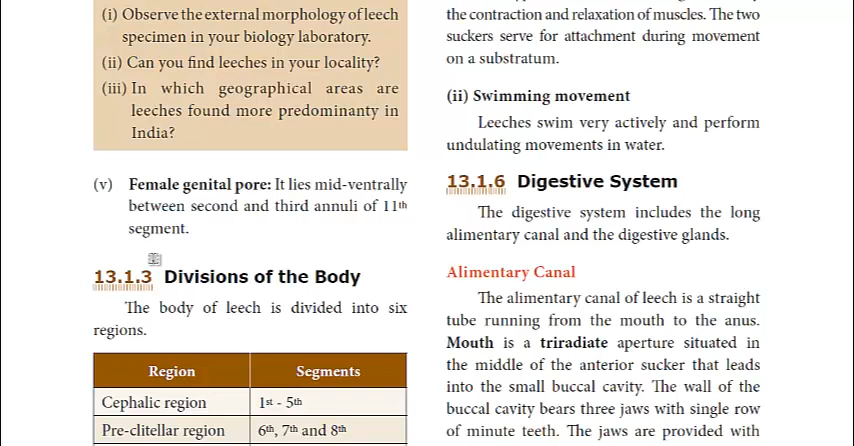 (i) Observe the external morphology of leech
specimen in your biology laboratory.
(ii) Can you find leeches in your locality?
(iii) In which geographical areas are
leeches found more predominanty in
India?
(v) Female genital pore: It lies mid-ventrally
between second and third annuli of 11th
segment.
13.1.3 Divisions of the Body
The body of leech is divided into six
regions.
Region Segments
Cephalic region 1st - 5th
Pre-clitellar region 6th, 7th and 8th
the contraction and relaxation of muscles. The two
suckers serve for attachment during movement
on a substratum.
(ii) Swimming movement
Leeches swim very actively and perform
undulating movements in water.
13.1.6 Digestive System
The digestive system includes the long
alimentary canal and the digestive glands.
Alimentary Canal
The alimentary canal of leech is a straight
tube running from the mouth to the anus.
Mouth is a triradiate aperture situated in
the middle of the anterior sucker that leads
into the small buccal cavity. The wall of the
buccal cavity bears three jaws with single row
of minute teeth. The jaws are provided with